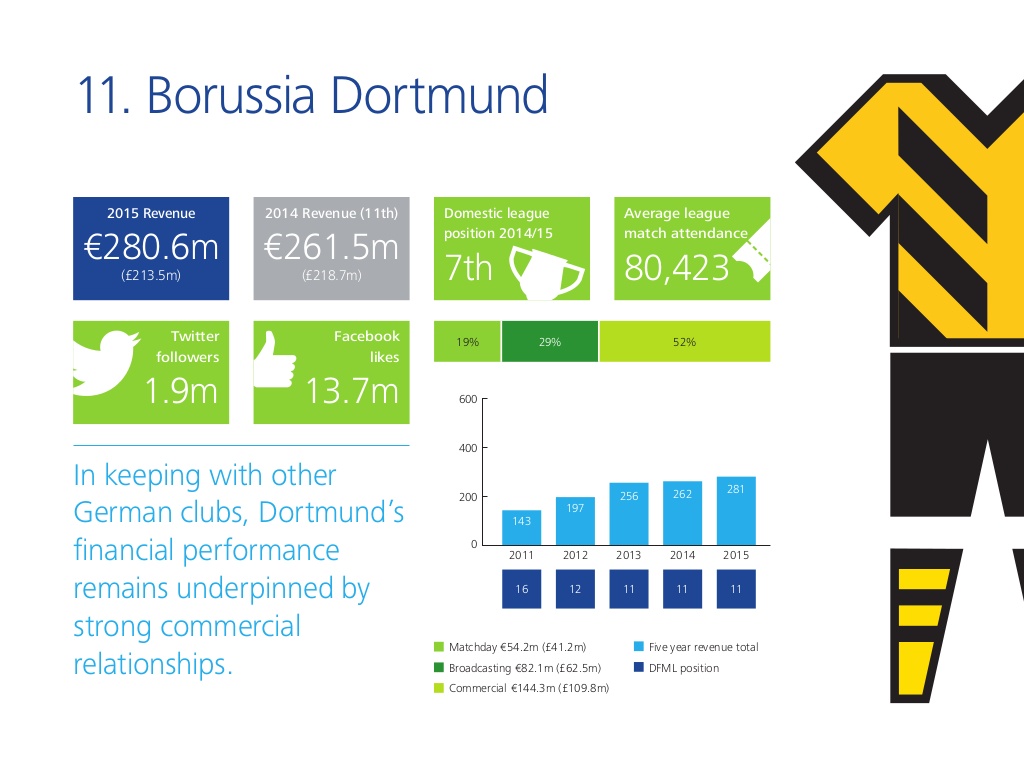 11. Borussia Dortmund
2015 Revenue
€280.6m
(£213.5m)
2014 Revenue (11th)
€261.5m
(£218.7m)
Domestic league
position 2014/15
7th
Average league
match attendance
80,423
Twitter
followers
1.9m
Facebook
likes
13.7m
19% 29% 52%
In keeping with other
German clubs, Dortmund's
financial performance
remains underpinned by
strong commercial
relationships.
600
400
200
0
143 197 256 262 281
2011 2012 2013 2014 2015
16 12 11 11 11
Matchday €54.2m (£41.2m)
Broadcasting €82.1m (£62.5m)
Commercial €144.3m (£109.8m)
Five year revenue total
DFML position